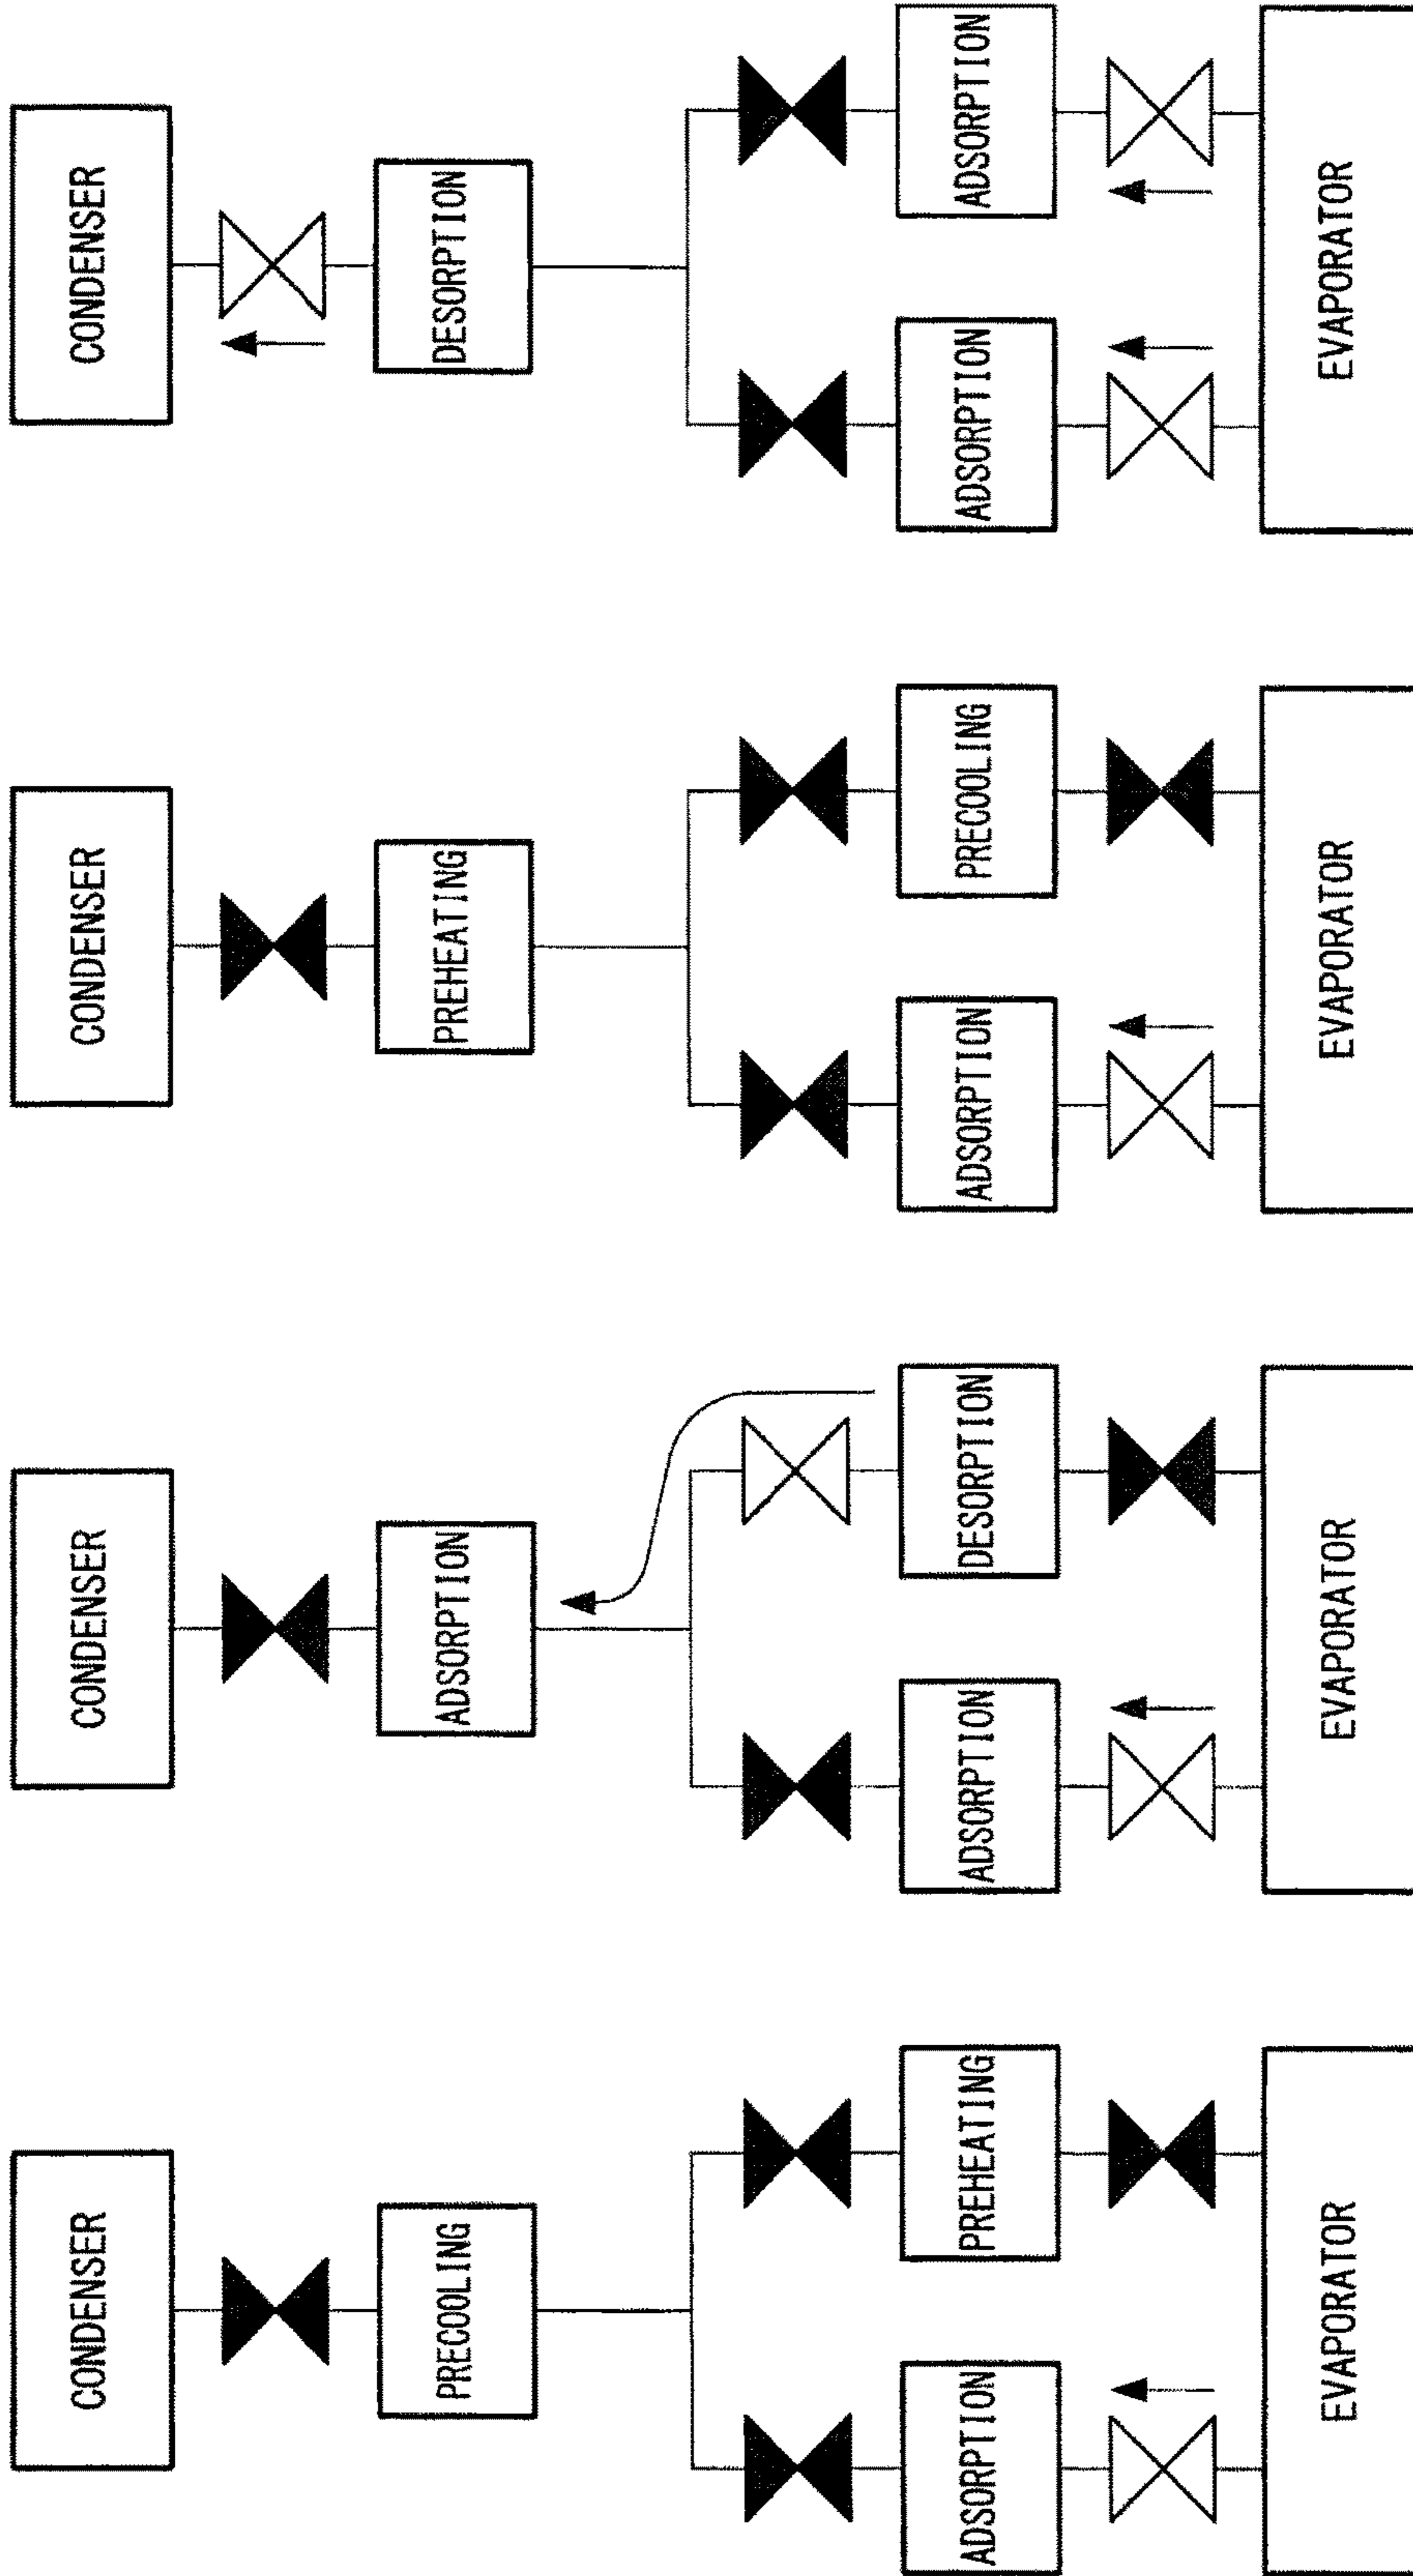 CONDENSER
PRECOOLING
ADSORPTION
PREHEATING
EVAPORATOR
CONDENSER
ADSORPTION
ADSORPTION
DESORPTION
EVAPORATOR
CONDENSER
PREHEATING
ADSORPTION
PRECOOLING
EVAPORATOR
CONDENSER
DESORPTION
ADSORPTION
ADSORPTION
EVAPORATOR